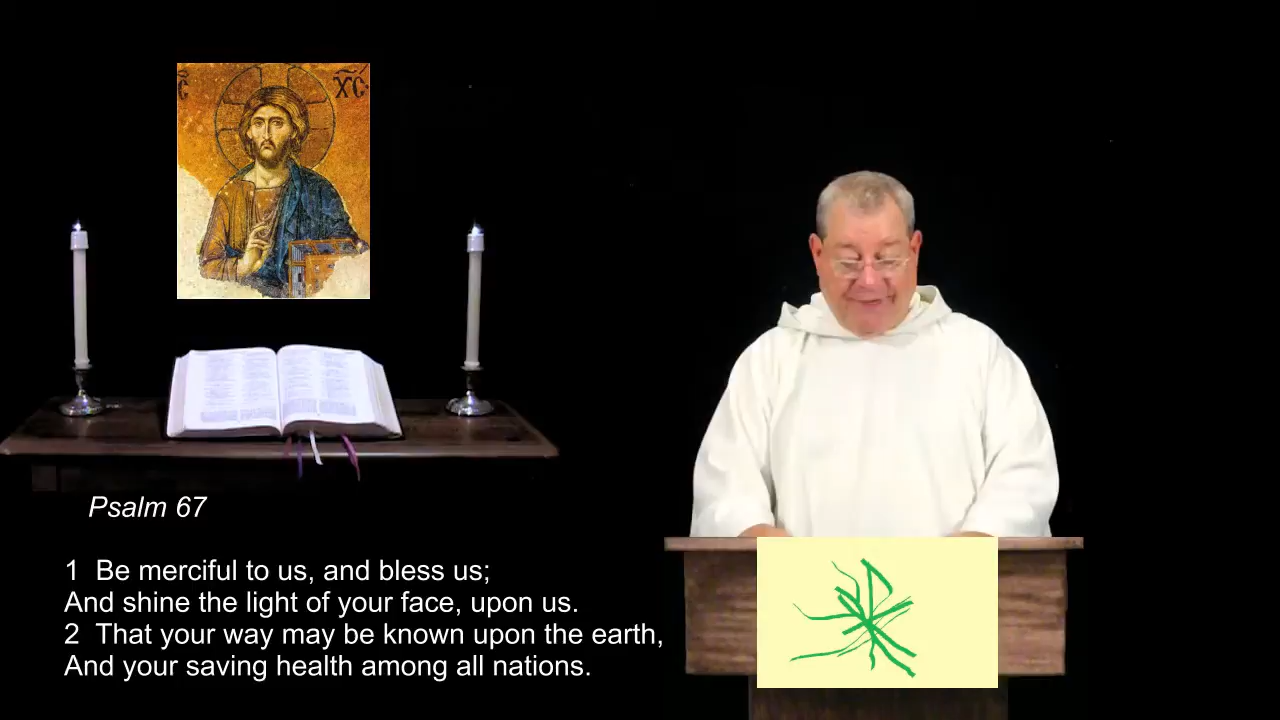 ΧC
Psalm 67
1 Be merciful to us, and bless us;
And shine the light of your face, upon us.
2 That your way may be known upon the earth,
And your saving health among all nations.